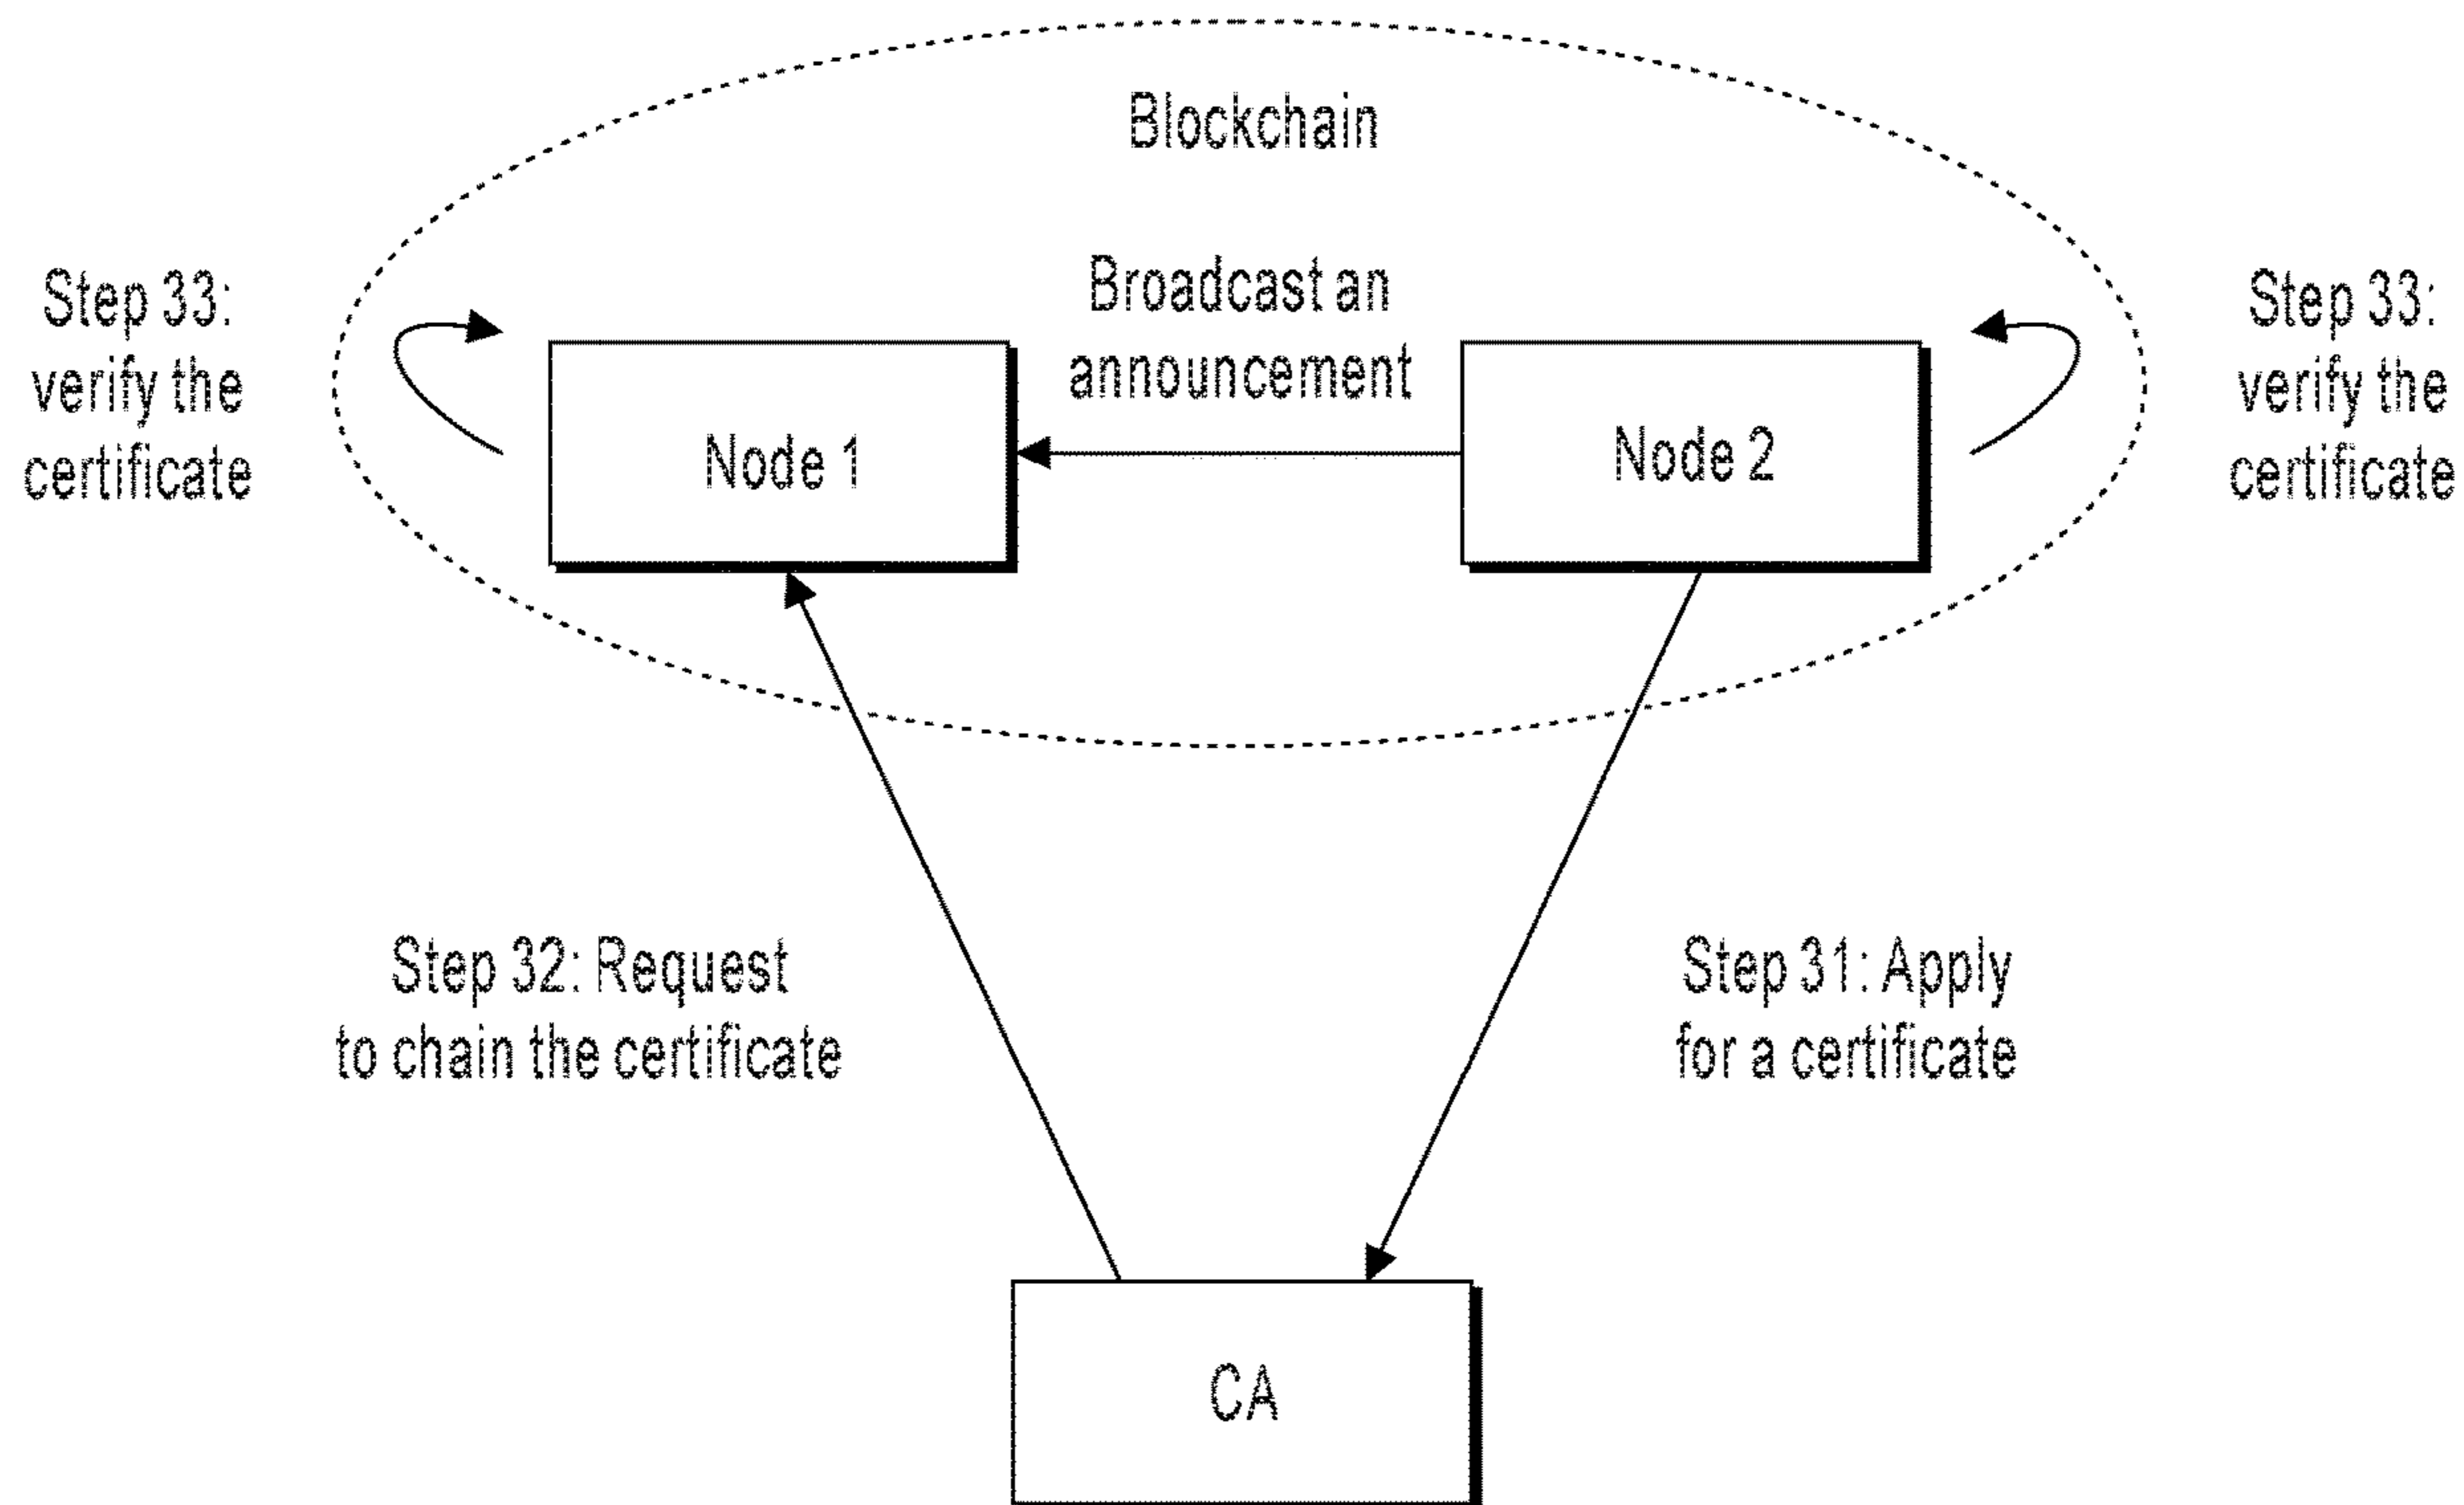 Blockchain
Broadcast an
announcement
Step 33:
verify the
certificate
Node 1
Node 2
Step 33:
verify the
certificate
Step 32: Request
to chain the certificate
Step 31: Apply
for a certificate
CA